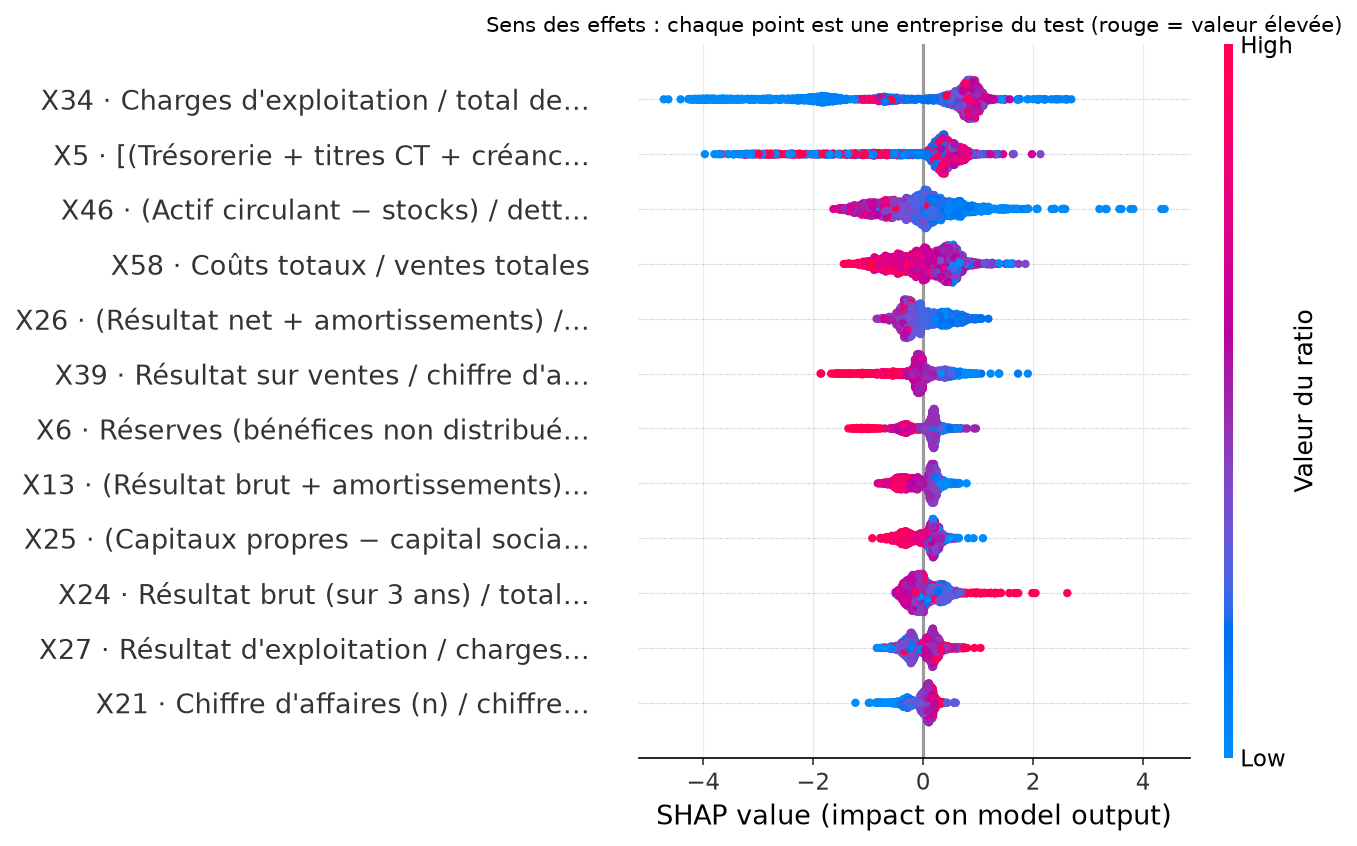 Sens des effets : chaque point est une entreprise du test (rouge = valeur élevée)
High
X34 · Charges d'exploitation / total de…
X5 · [(Trésorerie + titres CT + créanc…
X46 · (Actif circulant − stocks) / dett…
X58 · Coûts totaux / ventes totales
X26 · (Résultat net + amortissements) /…
X39 · Résultat sur ventes / chiffre d'a…
X6 · Réserves (bénéfices non distribué…
X13 · (Résultat brut + amortissements)…
X25 · (Capitaux propres − capital socia…
X24 · Résultat brut (sur 3 ans) / total…
X27 · Résultat d'exploitation / charges…
X21 · Chiffre d'affaires (n) / chiffre…
Valeur du ratio
Low
−4 −2 0 2 4
SHAP value (impact on model output)